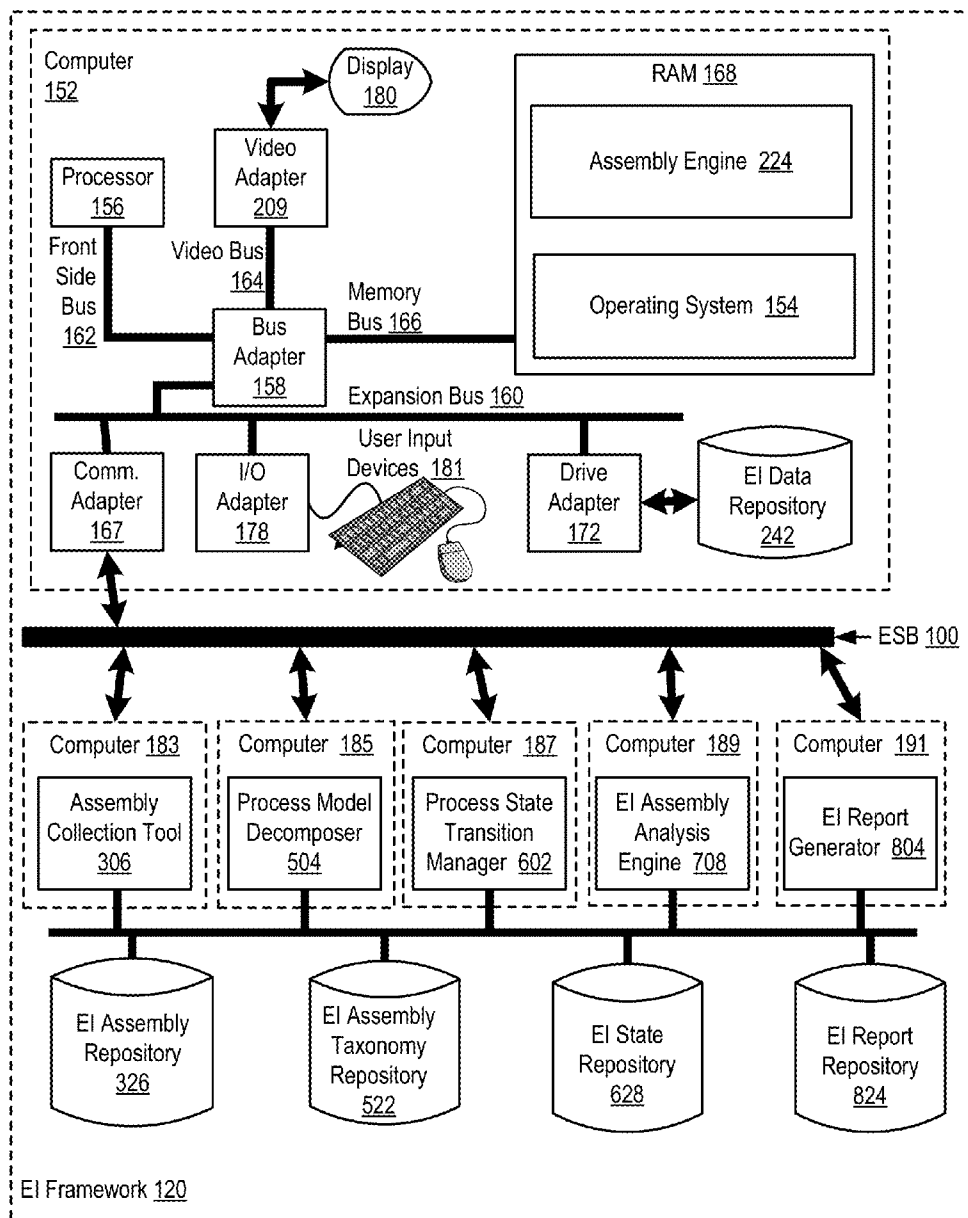 Computer
152
Display
180
RAM 168
Assembly Engine 224
Operating System 154
Video
Adapter
209
Processor
156
Front
Side
Bus
162
Video Bus
164
Memory
Bus 166
Bus
Adapter
158
Expansion Bus 160
Comm.
Adapter
167
I/O
Adapter
178
User Input
Devices 181
Drive
Adapter
172
EI Data
Repository
242
ESB 100
Computer 183
Assembly
Collection Tool
306
Computer 185
Process Model
Decomposer
504
Computer 187
Process State
Transition
Manager 602
Computer 189
EI Assembly
Analysis
Engine 708
Computer 191
EI Report
Generator 804
EI Assembly
Repository
326
EI Assembly
Taxonomy
Repository
522
EI State
Repository
628
EI Report
Repository
824
EI Framework 120